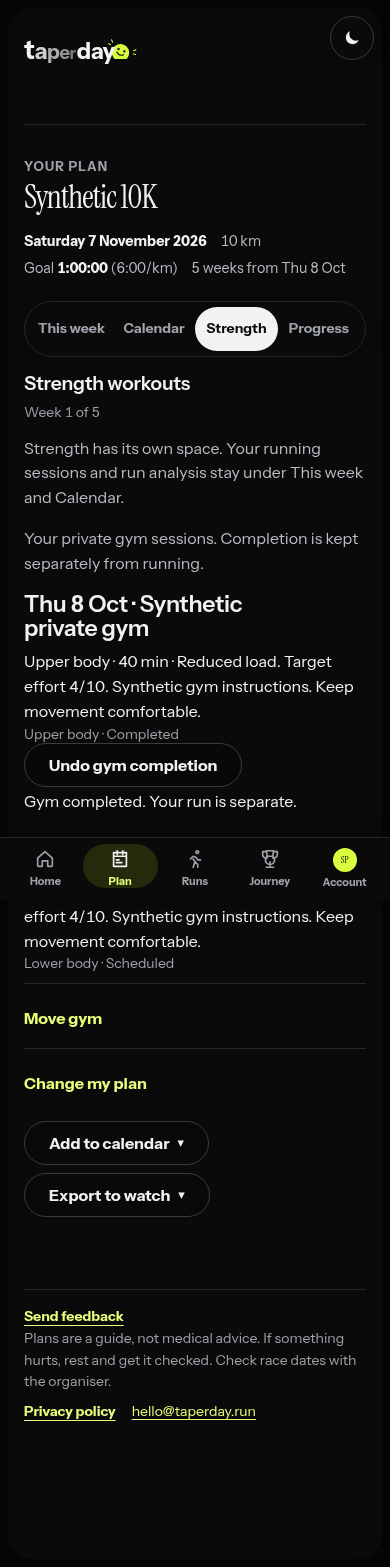 taperday
YOUR PLAN
Synthetic 10K
Saturday 7 November 2026 10 km
Goal 1:00:00 (6:00/km) 5 weeks from Thu 8 Oct
This week Calendar Strength Progress
Strength workouts
Week 1 of 5
Strength has its own space. Your running
sessions and run analysis stay under This week
and Calendar.
Your private gym sessions. Completion is kept
separately from running.
Thu 8 Oct · Synthetic
private gym
Upper body · 40 min · Reduced load. Target
effort 4/10. Synthetic gym instructions. Keep
movement comfortable.
Upper body · Completed
Undo gym completion
Gym completed. Your run is separate.
Home Plan Runs Journey Account
SP
effort 4/10. Synthetic gym instructions. Keep
movement comfortable.
Lower body · Scheduled
Move gym
Change my plan
Add to calendar ▾
Export to watch ▾
Send feedback
Plans are a guide, not medical advice. If something
hurts, rest and get it checked. Check race dates with
the organiser.
Privacy policy hello@taperday.run